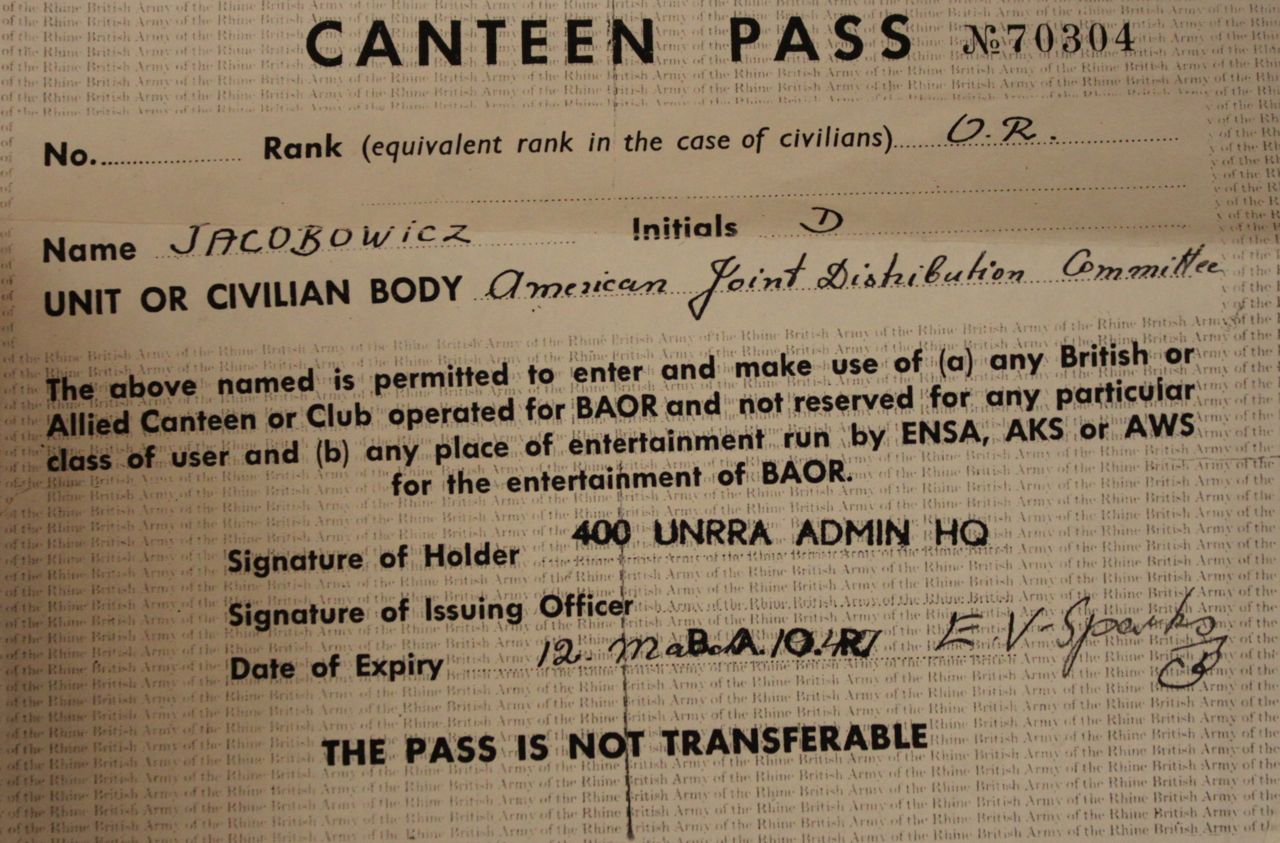 CANTEEN PASS №70304
No. Rank (equivalent rank in the case of civilians) O.R.
Name JACOBOWicz Initials D
UNIT OR CIVILIAN BODY American Joint Distribution Committee
The above named is permitted to enter and make use of (a) any British or
Allied Canteen or Club operated for BAOR and not reserved for any particular
class of user and (b) any place of entertainment run by ENSA, AKS or AWS
for the entertainment of BAOR.
400 UNRRA ADMIN HQ
Signature of Holder
Signature of Issuing Officer
Date of Expiry 12. March 1947 B.A.O.R. E.V. Sparks
THE PASS IS NOT TRANSFERABLE